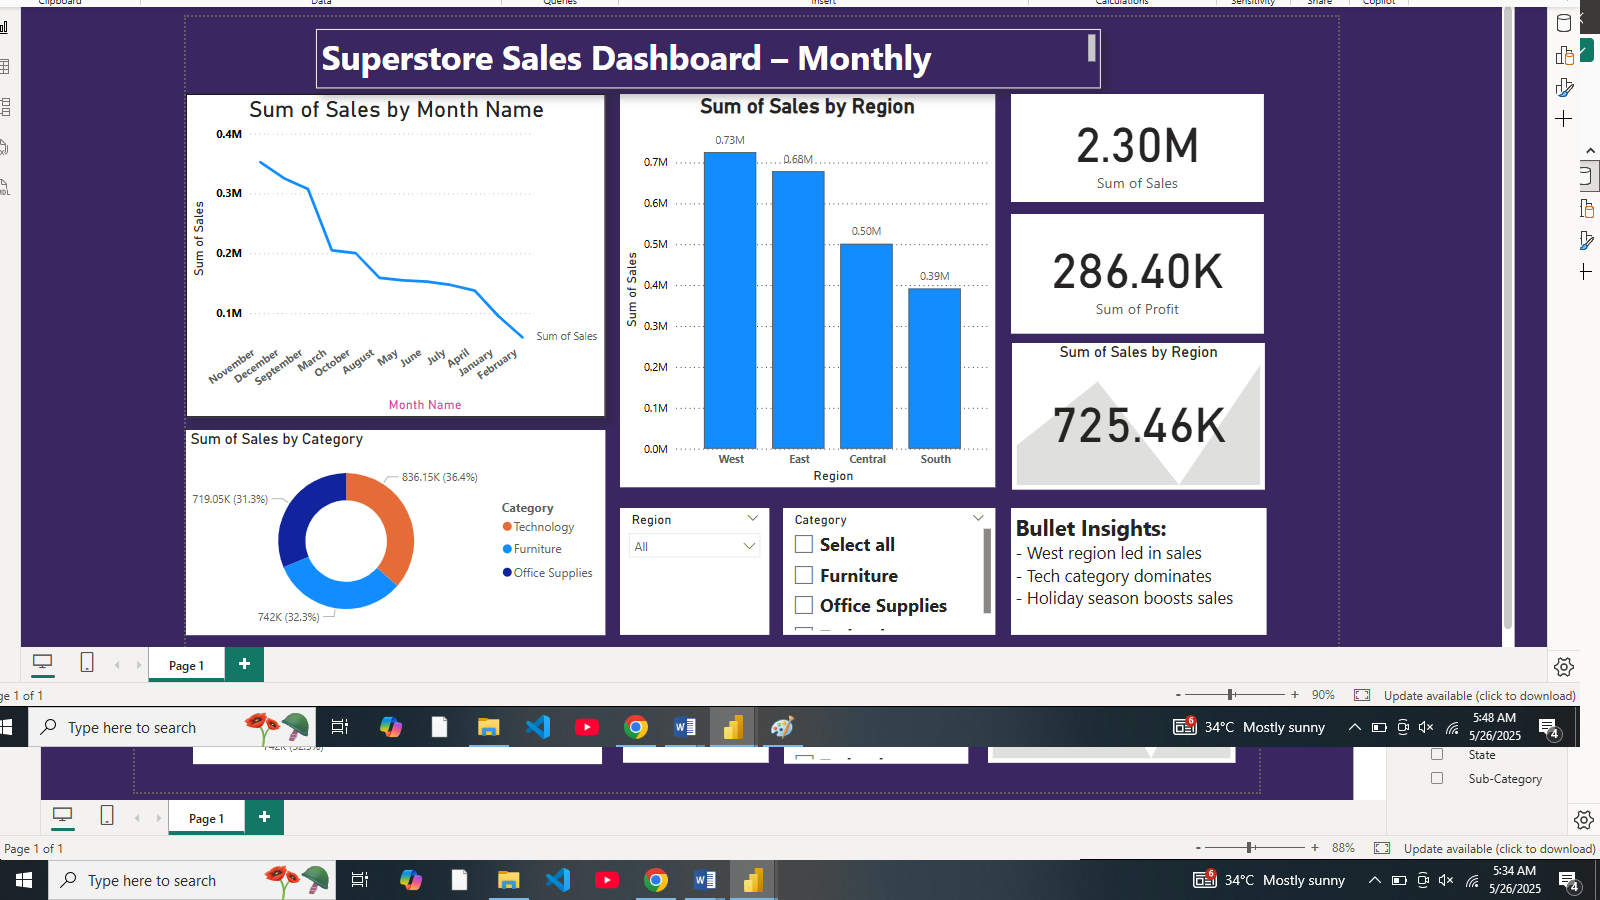 Clipboard
Data
Queries
Insert
Calculations
Sensitivity
Share
Copilot
Superstore Sales Dashboard – Monthly
Sum of Sales by Month Name
0.4M
0.3M
0.2M
0.1M
Sum of Sales
Sum of Sales
November
December
September
March
October
August
May
June
July
April
January
February
Month Name
Sum of Sales by Region
0.73M
0.68M
0.50M
0.39M
0.7M
0.6M
0.5M
0.4M
0.3M
0.2M
0.1M
0.0M
Sum of Sales
West East Central South
Region
2.30M
Sum of Sales
286.40K
Sum of Profit
Sum of Sales by Region
725.46K
Sum of Sales by Category
836.15K (36.4%)
719.05K (31.3%)
742K (32.3%)
Category
Technology
Furniture
Office Supplies
Region
All
Category
Select all
Furniture
Office Supplies
Bullet Insights:
- West region led in sales
- Tech category dominates
- Holiday season boosts sales
Page 1
ge 1 of 1
- + 90%
Update available (click to download)
Type here to search
6
34°C Mostly sunny
5:48 AM
5/26/2025
4
742K (32.3%)
State
Sub-Category
Page 1
Page 1 of 1
- + 88%
Update available (click to download)
Type here to search
6
34°C Mostly sunny
5:34 AM
5/26/2025
4